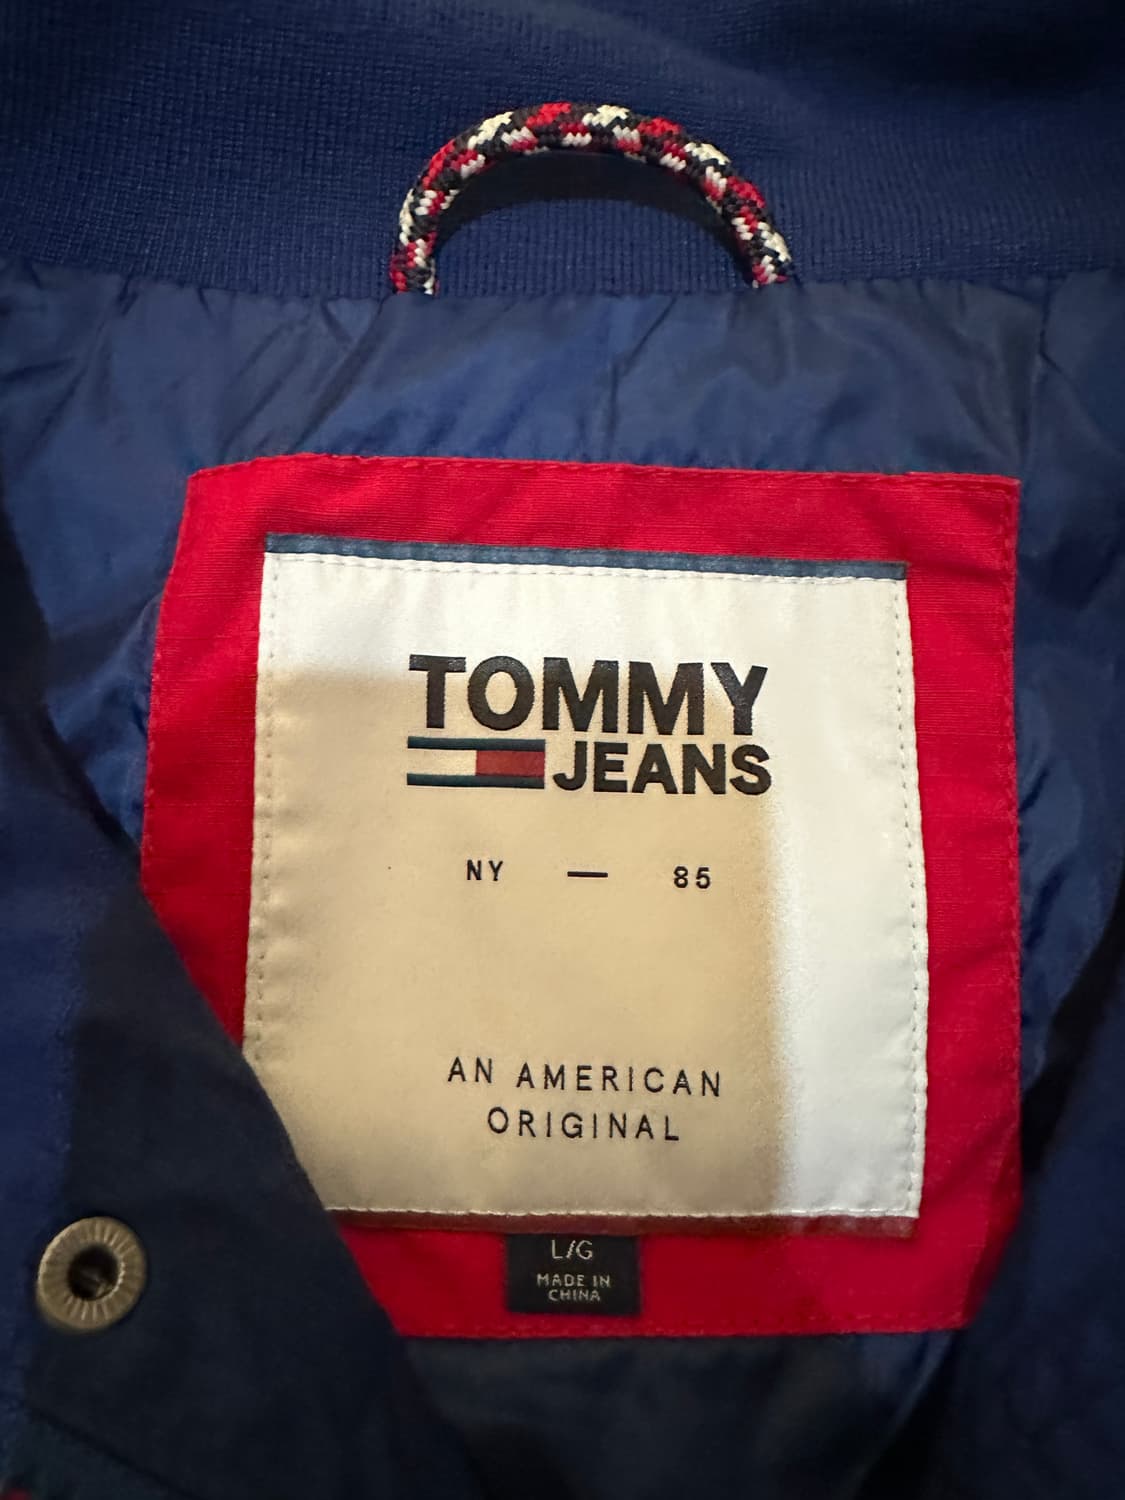 TOMMY
JEANS
NY — 85
AN AMERICAN
ORIGINAL
L/G
MADE IN
CHINA